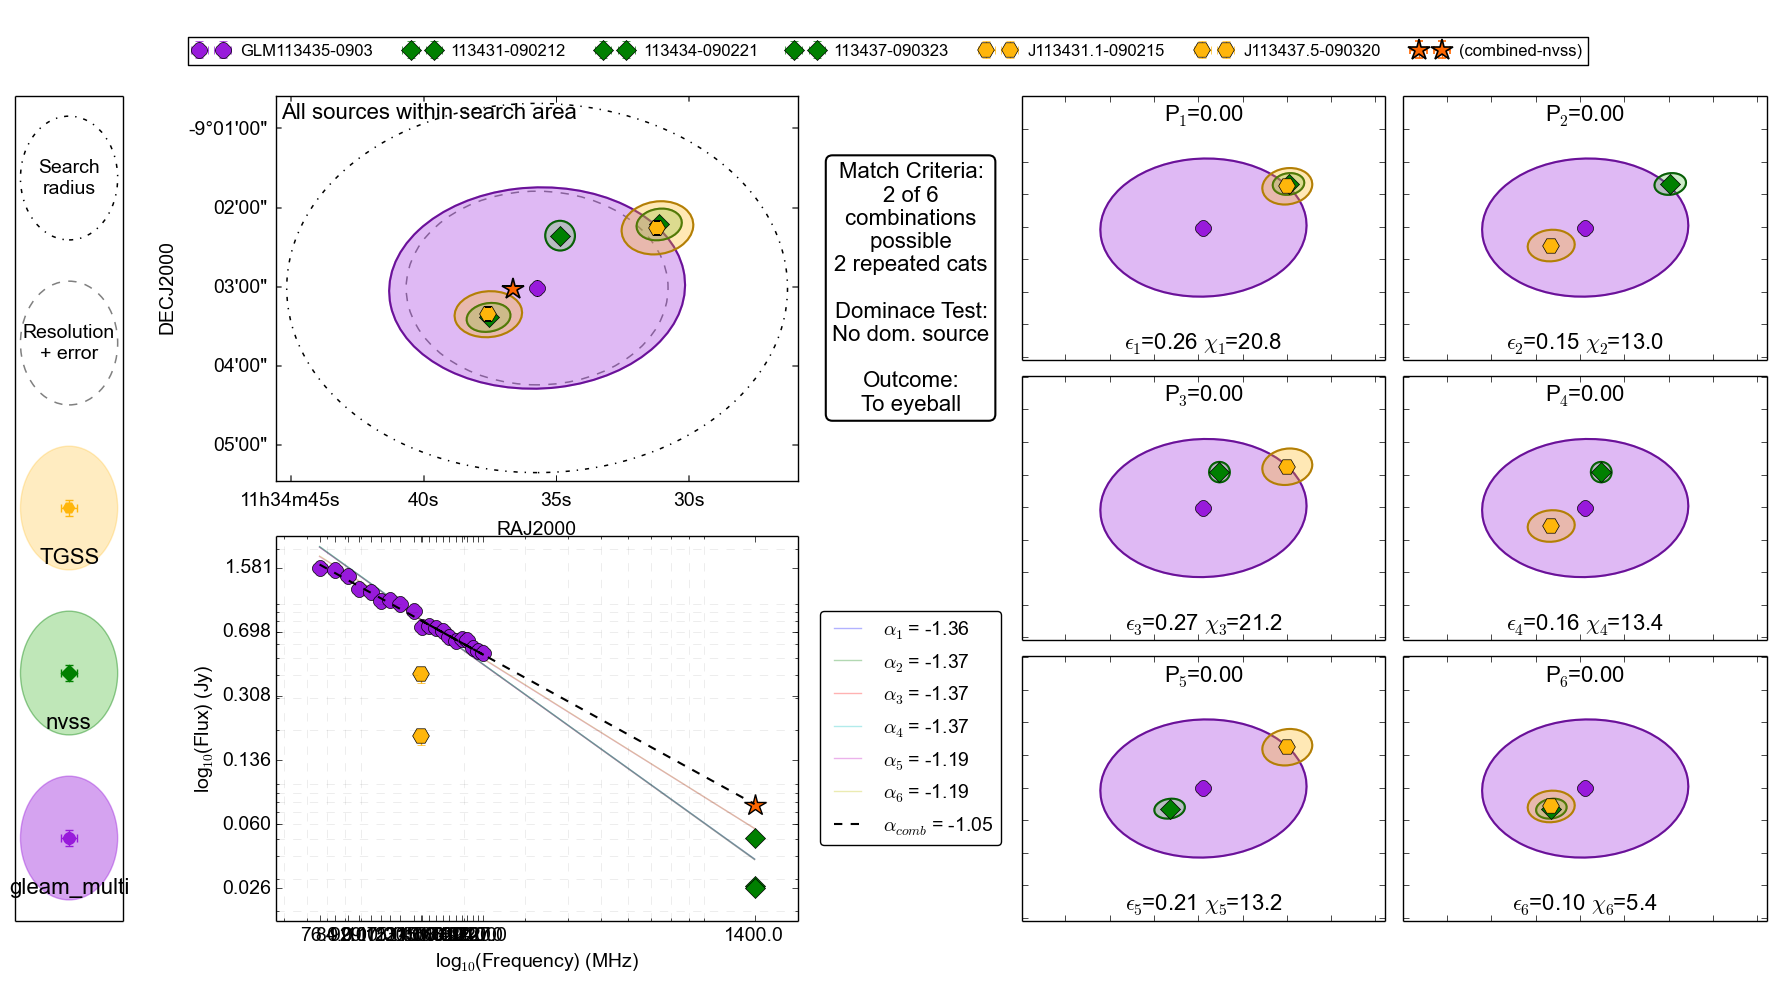 GLM113435-0903 113431-090212 113434-090221 113437-090323 J113431.1-090215 J113437.5-090320 (combined-nvss)
Search
radius
Resolution
+ error
TGSS
nvss
gleam_multi
All sources within search area
DECJ2000
-9°01'00"
02'00"
03'00"
04'00"
05'00"
11h34m45s 40s 35s 30s
RAJ2000
Match Criteria:
2 of 6
combinations
possible
2 repeated cats
Dominace Test:
No dom. source
Outcome:
To eyeball
log₁₀(Flux) (Jy)
1.581
0.698
0.308
0.136
0.060
0.026
1400.0
log₁₀(Frequency) (MHz)
α₁ = -1.36
α₂ = -1.37
α₃ = -1.37
α₄ = -1.37
α₅ = -1.19
α₆ = -1.19
α_comb = -1.05
P₁=0.00
ϵ₁=0.26 χ₁=20.8
P₂=0.00
ϵ₂=0.15 χ₂=13.0
P₃=0.00
ϵ₃=0.27 χ₃=21.2
P₄=0.00
ϵ₄=0.16 χ₄=13.4
P₅=0.00
ϵ₅=0.21 χ₅=13.2
P₆=0.00
ϵ₆=0.10 χ₆=5.4